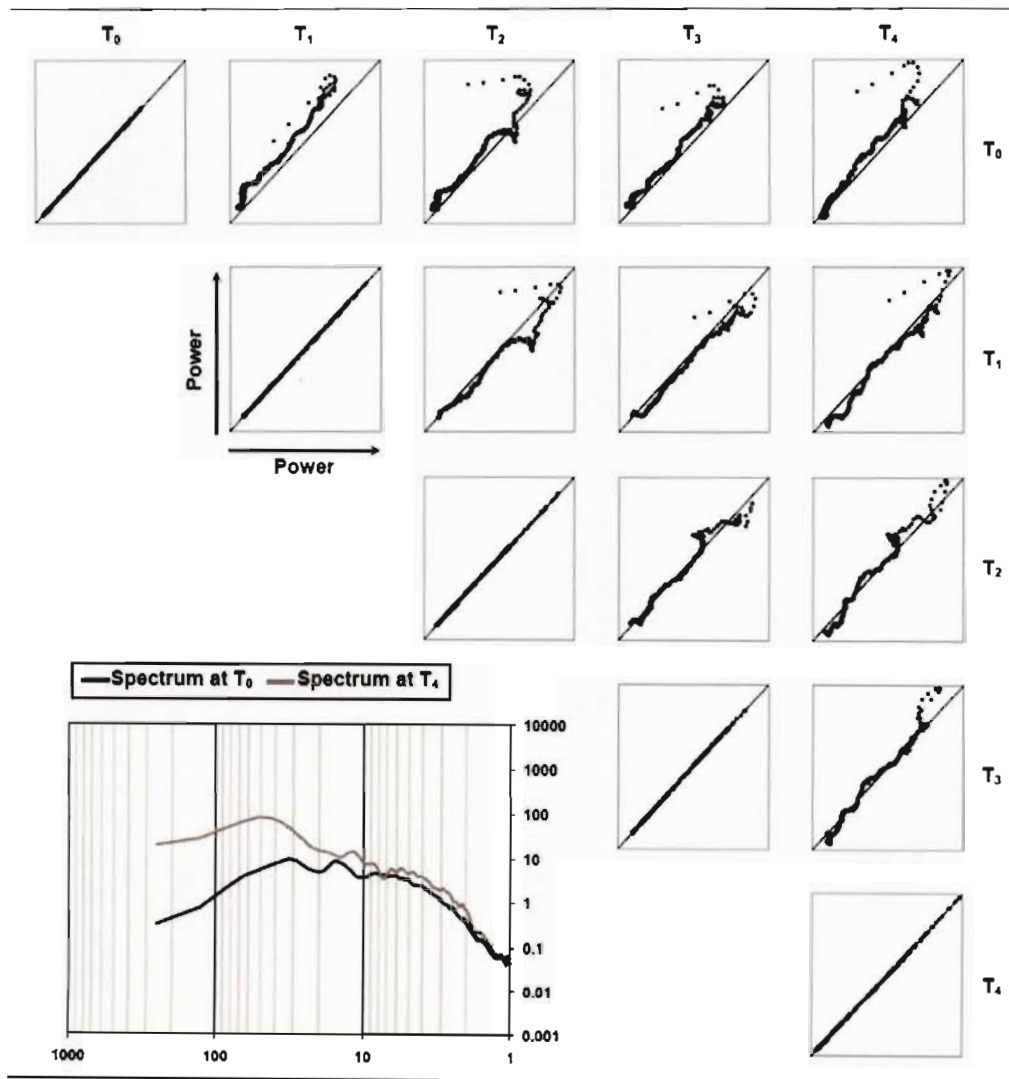 T₀ T₁ T₂ T₃ T₄
T₀
Power
T₁
Power
T₂
Spectrum at T₀ Spectrum at T₄
10000
1000
T₃
100
10
1
0.1
T₄
0.01
0.001
1000 100 10 1